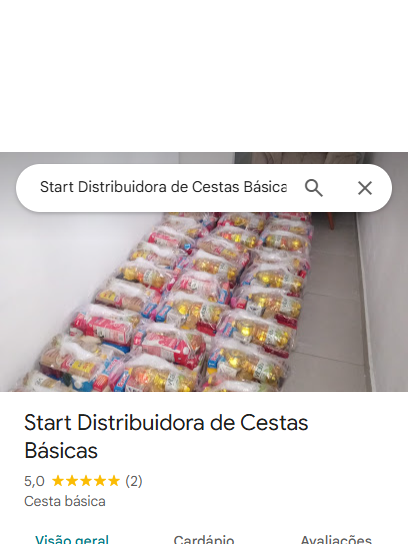 Start Distribuidora de Cestas Básica
Start Distribuidora de Cestas
Básicas
5,0 ★★★★★ (2)
Cesta básica
Visão geral Cardápio Avaliações